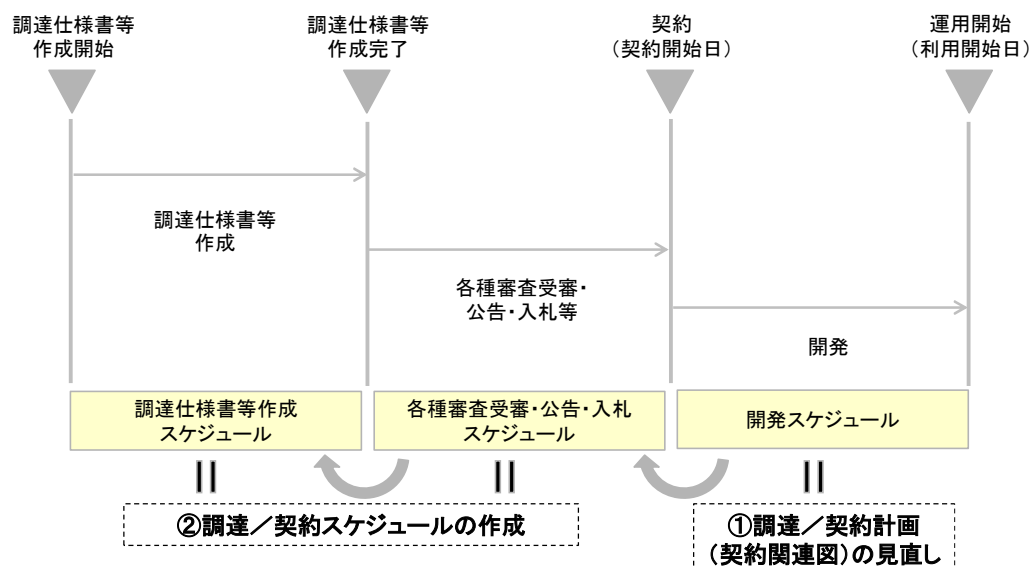 調達仕様書等
作成開始
調達仕様書等
作成完了
契約
（契約開始日）
運用開始
（利用開始日）
調達仕様書等
作成
各種審査受審・
公告・入札等
開発
調達仕様書等作成
スケジュール
各種審査受審・公告・入札
スケジュール
開発スケジュール
②調達／契約スケジュールの作成
①調達／契約計画
（契約関連図）の見直し